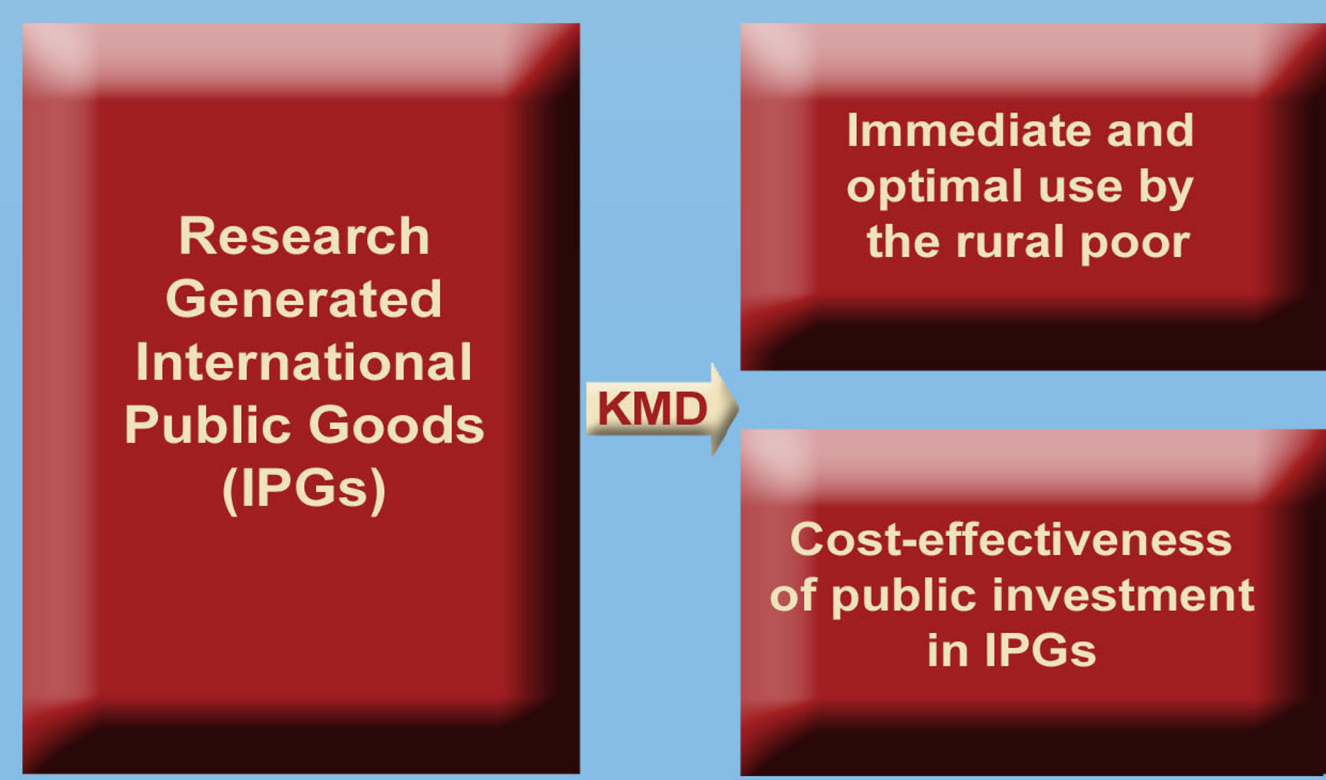 Research
Generated
International
Public Goods
(IPGs)
KMD
Immediate and
optimal use by
the rural poor
Cost-effectiveness
of public investment
in IPGs